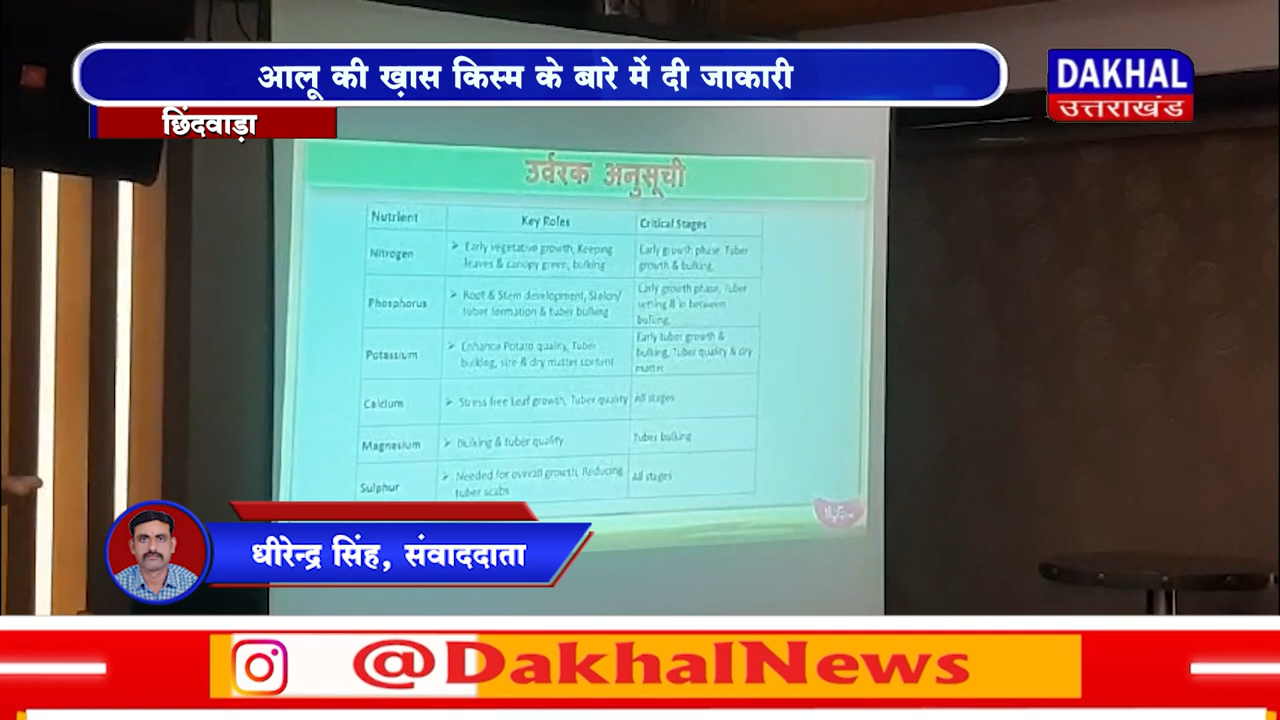 आलू की ख़ास किस्म के बारे में दी जाकारी
DAKHAL
उत्तराखंड
छिंदवाड़ा
उर्वरक अनुसूची
Nutrient Key Roles Critical Stages
Nitrogen
➢ Early vegetative growth, Keeping
leaves & canopy green, bulking
Early growth phase, Tuber
growth & bulking,
Phosphorus
➢ Root & Stem development, Stolon/
tuber formation & tuber bulking
Early growth phase, Tuber
setting & in between
bulking,
Potassium
➢ Enhance Potato quality, Tuber
bulking, size & dry matter content
Early tuber growth &
bulking, Tuber quality & dry
matter
Calcium
➢ Stress free Leaf growth, Tuber quality
All stages
Magnesium
➢ Bulking & tuber quality
Tuber bulking
Sulphur
➢ Needed for overall growth, Reducing
tuber scabs
All stages
धीरेन्द्र सिंह, संवाददाता
@DakhalNews